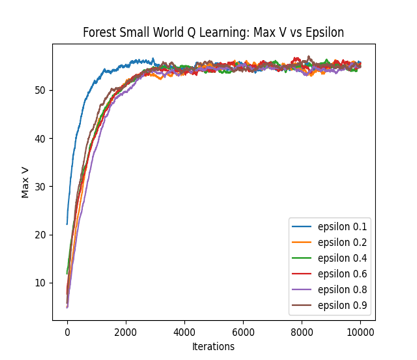 Forest Small World Q Learning: Max V vs Epsilon
Max V
50
40
30
20
10
epsilon 0.1
epsilon 0.2
epsilon 0.4
epsilon 0.6
epsilon 0.8
epsilon 0.9
0 2000 4000 6000 8000 10000
Iterations